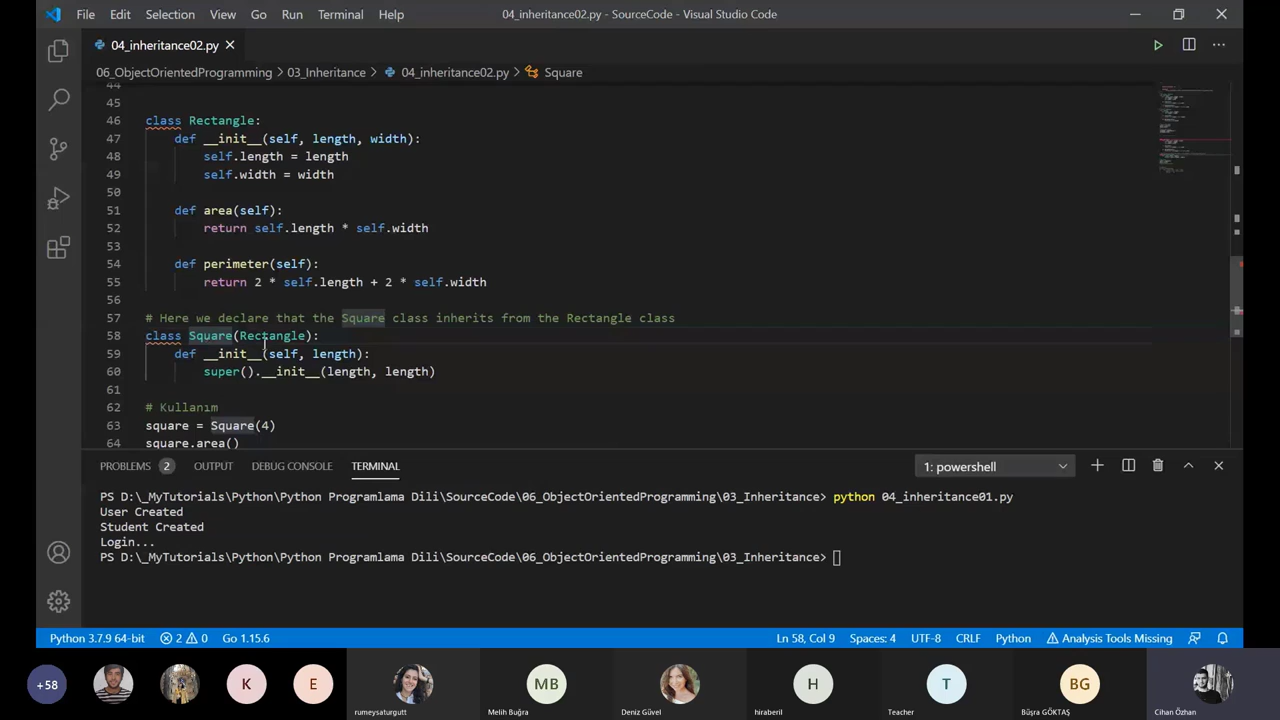 File Edit Selection View Go Run Terminal Help 04_inheritance02.py - SourceCode - Visual Studio Code
04_inheritance02.py
06_ObjectOrientedProgramming > 03_Inheritance > 04_inheritance02.py > Square
44
45
46 class Rectangle:
47 def __init__(self, length, width):
48 self.length = length
49 self.width = width
50
51 def area(self):
52 return self.length * self.width
53
54 def perimeter(self):
55 return 2 * self.length + 2 * self.width
56
57 # Here we declare that the Square class inherits from the Rectangle class
58 class Square(Rectangle):
59 def __init__(self, length):
60 super().__init__(length, length)
61
62 # Kullanım
63 square = Square(4)
64 square.area()
PROBLEMS 2 OUTPUT DEBUG CONSOLE TERMINAL 1: powershell
PS D:\_MyTutorials\Python\Python Programlama Dili\SourceCode\06_ObjectOrientedProgramming\03_Inheritance> python 04_inheritance01.py
User Created
Student Created
Login...
PS D:\_MyTutorials\Python\Python Programlama Dili\SourceCode\06_ObjectOrientedProgramming\03_Inheritance>
Python 3.7.9 64-bit 2 0 Go 1.15.6 Ln 58, Col 9 Spaces: 4 UTF-8 CRLF Python Analysis Tools Missing
+58 K E MB H T BG
rumeysaturgutt Melih Buğra Deniz Güvel hiraberil Teacher Büşra GÖKTAŞ Cihan Özhan